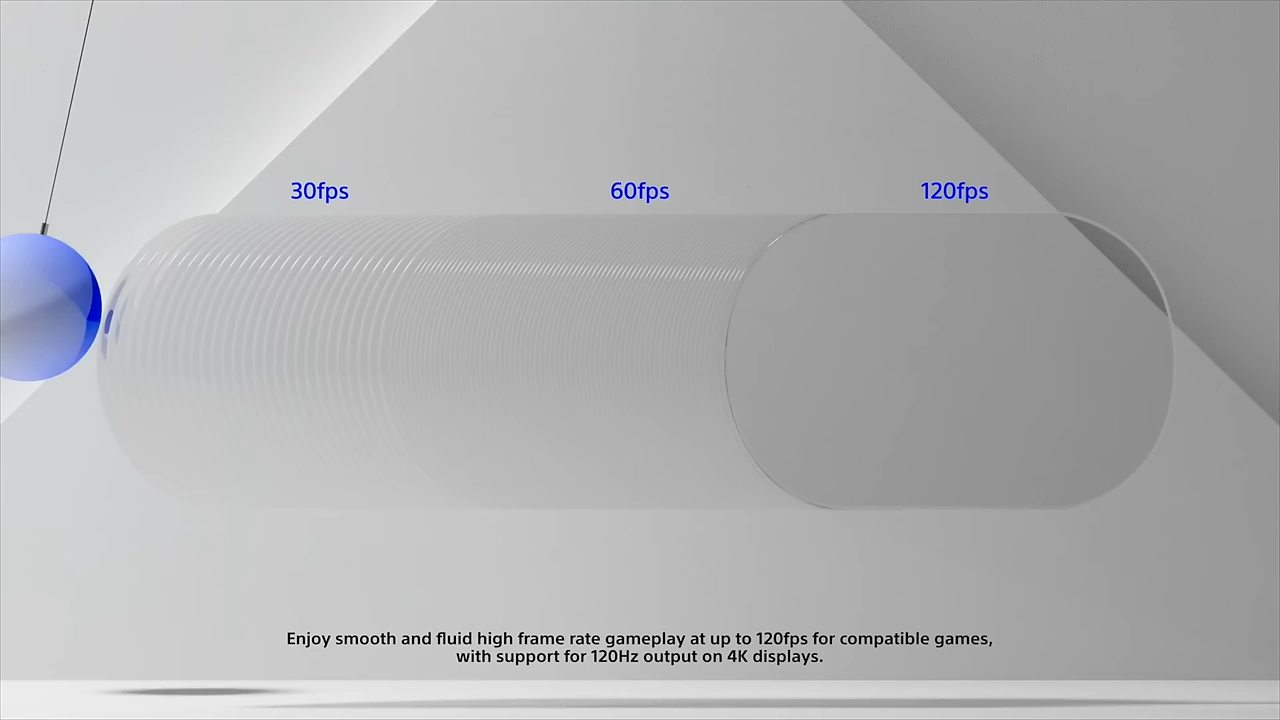 30fps 60fps 120fps
Enjoy smooth and fluid high frame rate gameplay at up to 120fps for compatible games,
with support for 120Hz output on 4K displays.